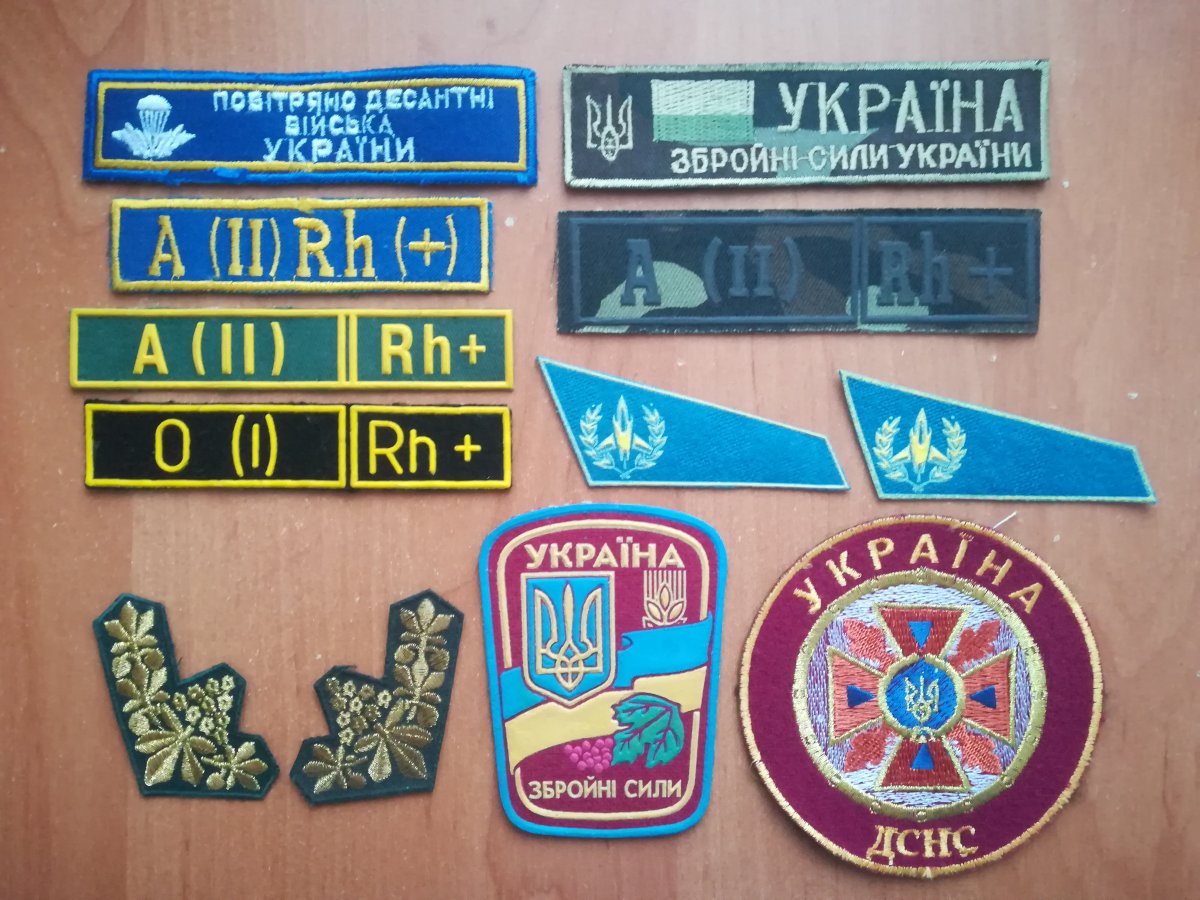 ПОВІТРЯНО ДЕСАНТНІ
ВІЙСЬКА
УКРАЇНИ
УКРАЇНА
ЗБРОЙНІ СИЛИ УКРАЇНИ
A (II) Rh (+)
A (II) Rh +
A (II) Rh+
O (I) Rh +
УКРАЇНА
ЗБРОЙНІ СИЛИ
УКРАЇНА
ДСНС